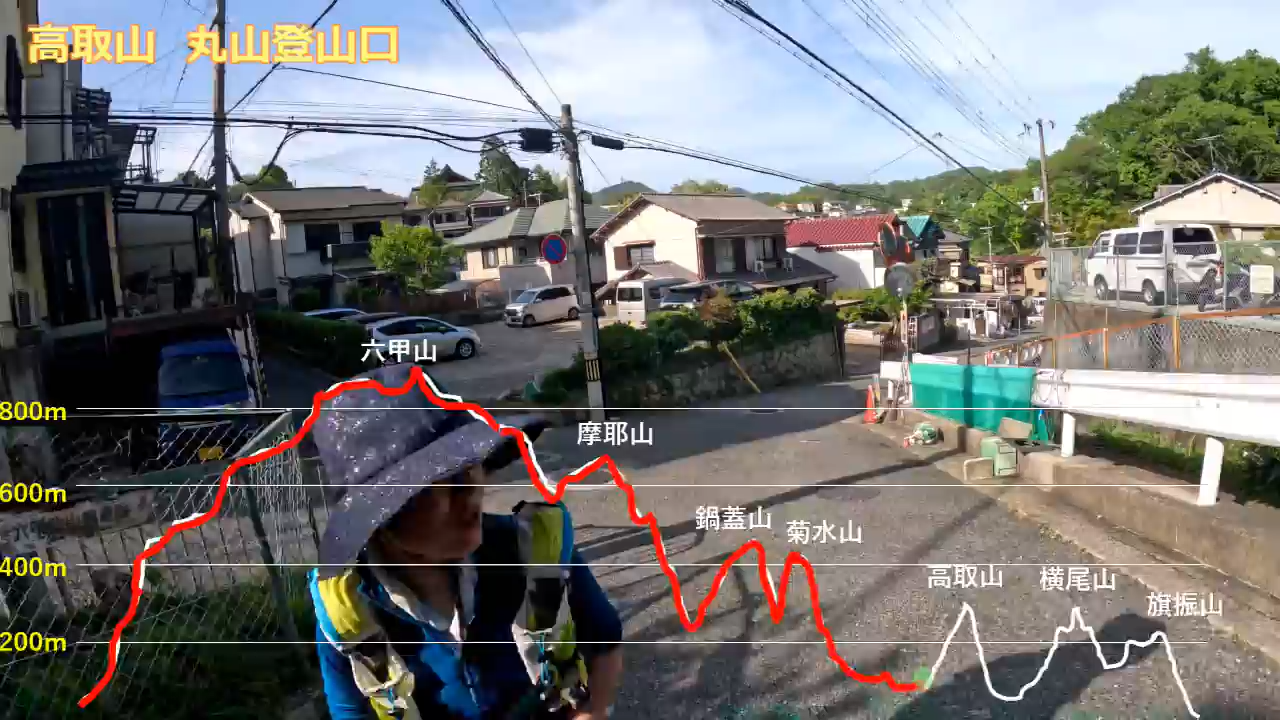 高取山 丸山登山口
六甲山
800m
摩耶山
600m
鍋蓋山
菊水山
400m
高取山
横尾山
旗振山
200m